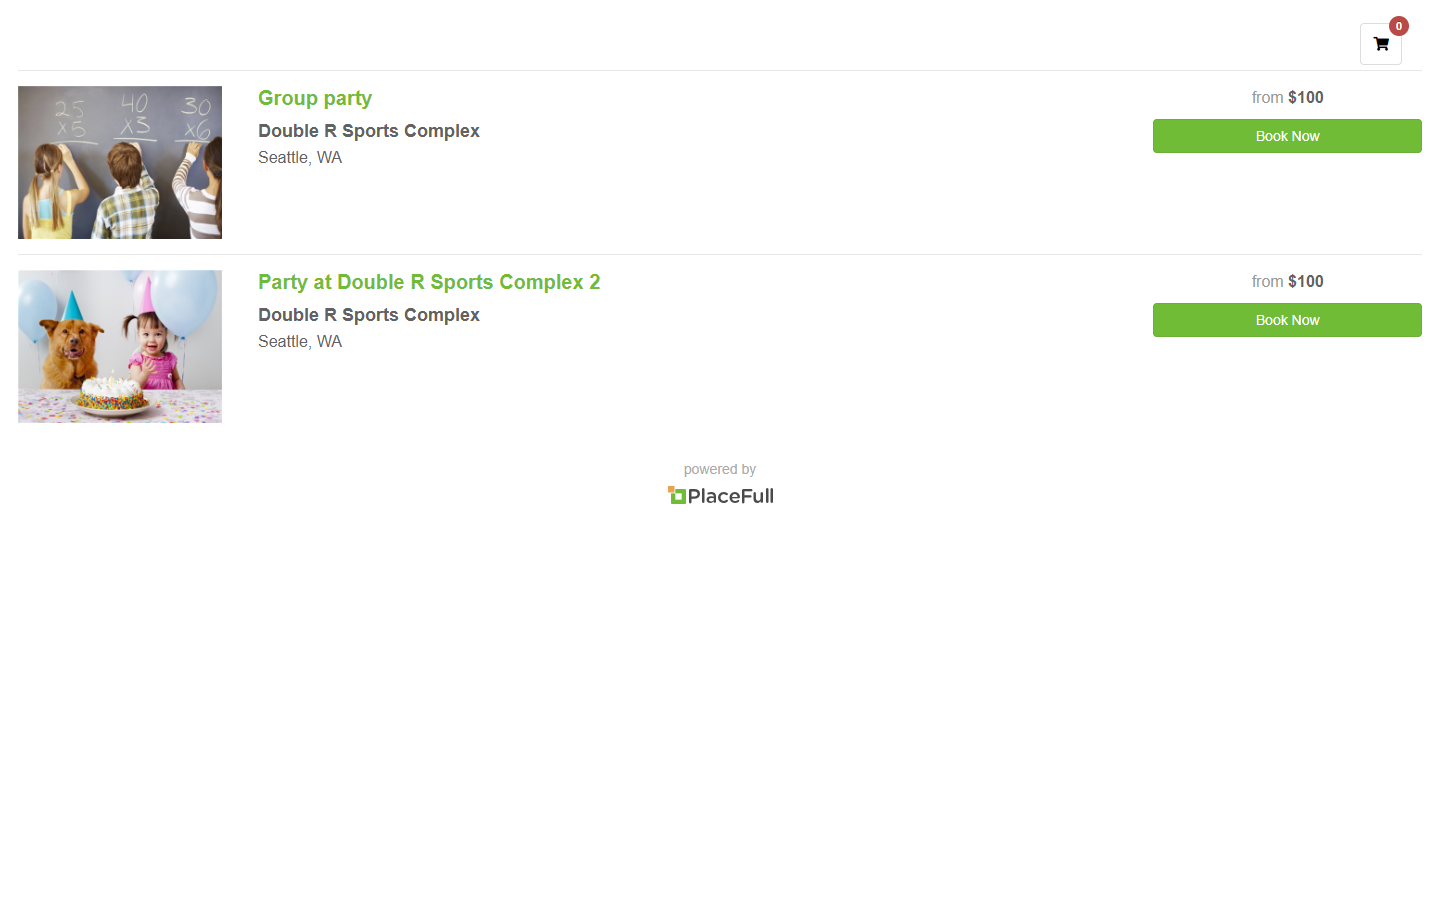 0
25
x5
40
x3
30
x6
Group party
Double R Sports Complex
Seattle, WA
from $100
Book Now
Party at Double R Sports Complex 2
Double R Sports Complex
Seattle, WA
from $100
Book Now
powered by
PlaceFull